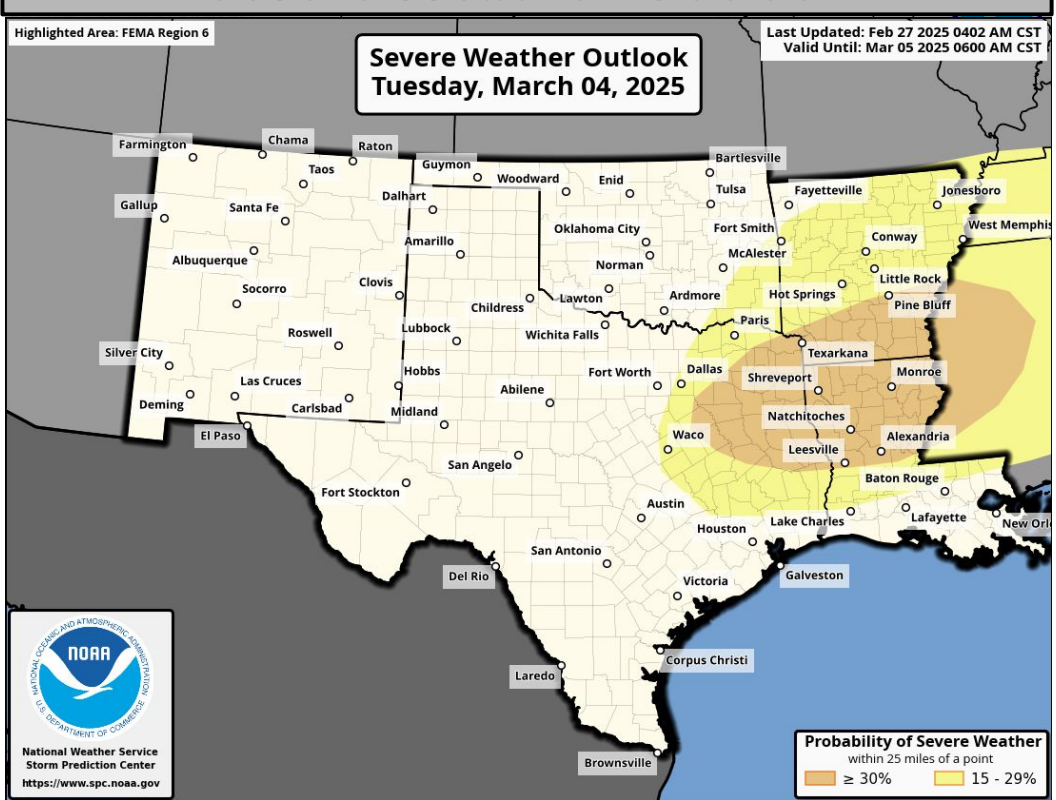 Highlighted Area: FEMA Region 6
Severe Weather Outlook
Tuesday, March 04, 2025
Last Updated: Feb 27 2025 0402 AM CST
Valid Until: Mar 05 2025 0600 AM CST
Farmington
Chama
Raton
Taos
Guymon
Woodward
Enid
Bartlesville
Tulsa
Fayetteville
Jonesboro
Gallup
Santa Fe
Dalhart
Oklahoma City
Fort Smith
West Memphis
Albuquerque
Amarillo
Norman
McAlester
Conway
Socorro
Clovis
Childress
Lawton
Ardmore
Hot Springs
Little Rock
Pine Bluff
Roswell
Lubbock
Wichita Falls
Paris
Texarkana
Silver City
Hobbs
Fort Worth
Dallas
Shreveport
Monroe
Las Cruces
Abilene
Deming
Carlsbad
Midland
Natchitoches
El Paso
Waco
Leesville
Alexandria
San Angelo
Baton Rouge
Fort Stockton
Austin
Houston
Lake Charles
Lafayette
New Orl
San Antonio
Del Rio
Victoria
Galveston
Laredo
Corpus Christi
Brownsville
NATIONAL OCEANIC AND ATMOSPHERIC ADMINISTRATION
NOAA
U.S. DEPARTMENT OF COMMERCE
National Weather Service
Storm Prediction Center
https://www.spc.noaa.gov
Probability of Severe Weather
within 25 miles of a point
≥ 30%
15 - 29%